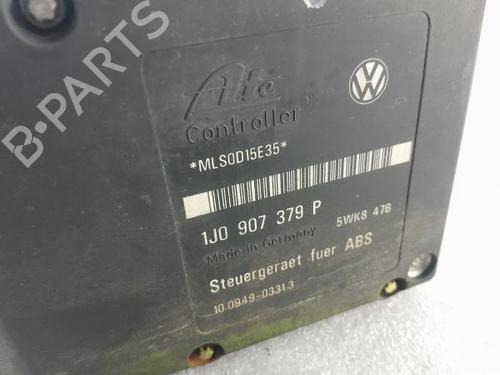 Ate
Controller
*MLS0D15E35*
1J0 907 379 P
Made in Germany 5WK8 476
Steuergeraet fuer ABS
10.0949-0331.3
B-PARTS